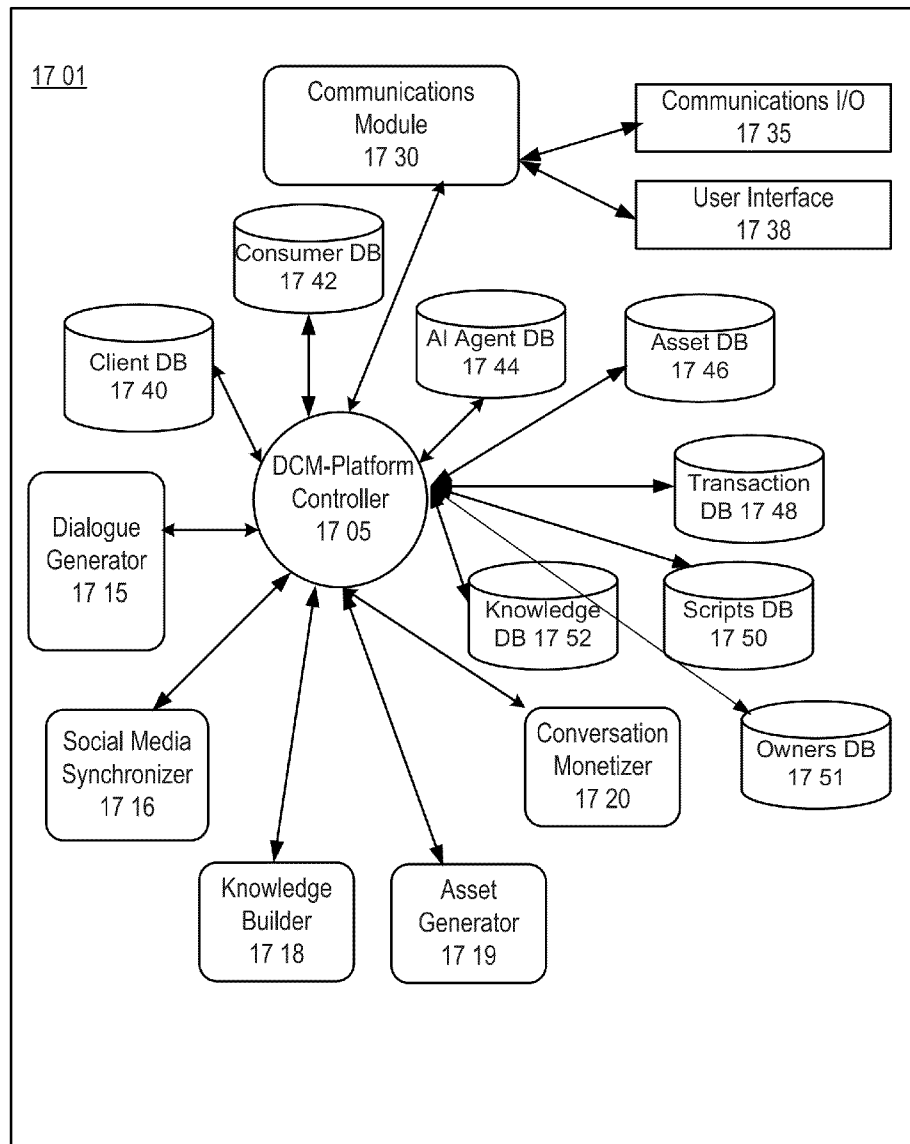 17 01
Communications
Module
17 30
Communications I/O
17 35
User Interface
17 38
Consumer DB
17 42
AI Agent DB
17 44
Asset DB
17 46
Client DB
17 40
DCM-Platform
Controller
17 05
Transaction
DB 17 48
Dialogue
Generator
17 15
Knowledge
DB 17 52
Scripts DB
17 50
Social Media
Synchronizer
17 16
Conversation
Monetizer
17 20
Owners DB
17 51
Knowledge
Builder
17 18
Asset
Generator
17 19